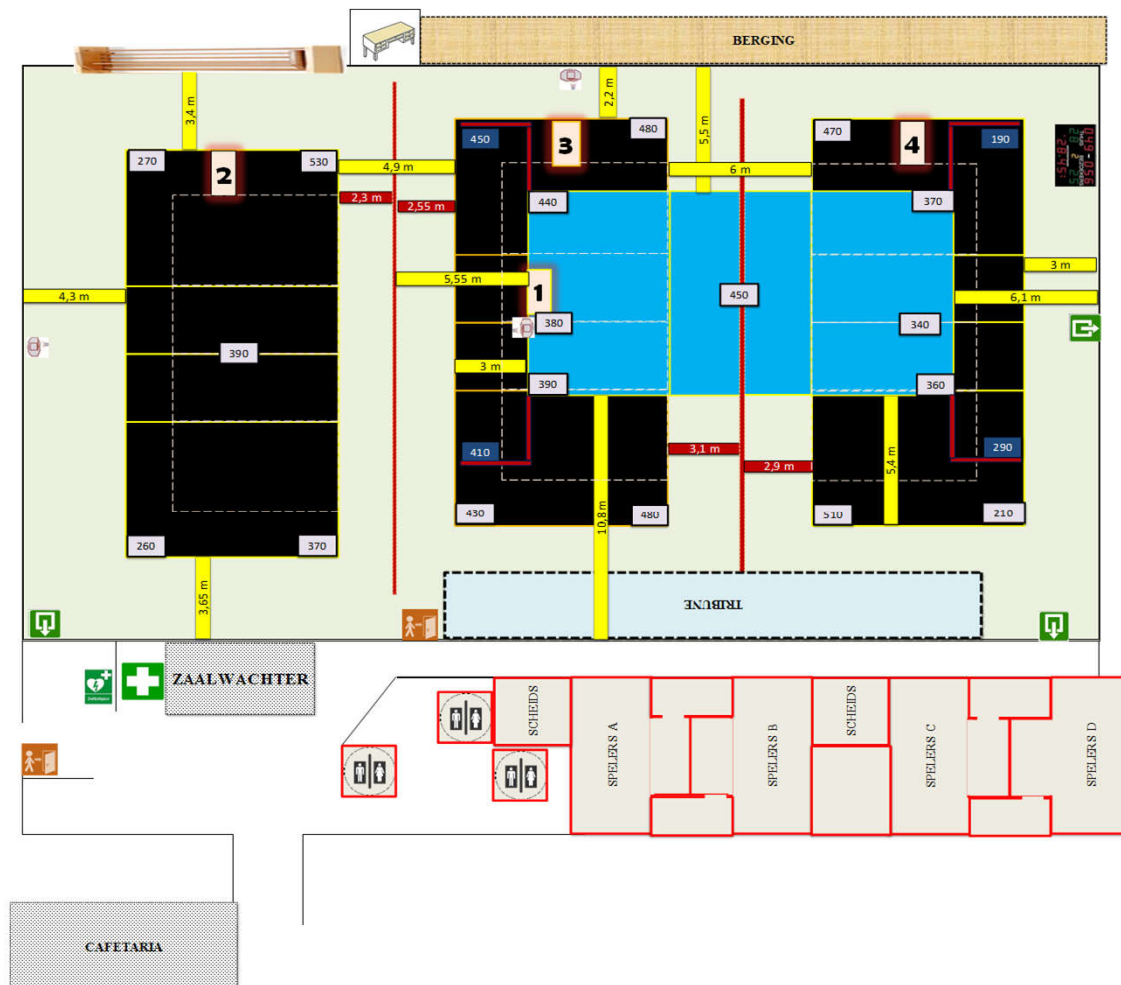 BERGING
3,4 m
2,2 m
5,5 m
270
2
530
450
3
480
470
4
190
4,9 m
6 m
2,3 m
2,55 m
440
370
5,55 m
3 m
4,3 m
1
450
6,1 m
380
340
390
3 m
390
360
410
3,1 m
2,9 m
5,4 m
290
430
480
510
210
10,8 m
260
370
3,65 m
TRIBUNE
ZAALWACHTER
SCHEIDS
SPELERS A
SPELERS B
SCHEIDS
SPELERS C
SPELERS D
CAFETARIA